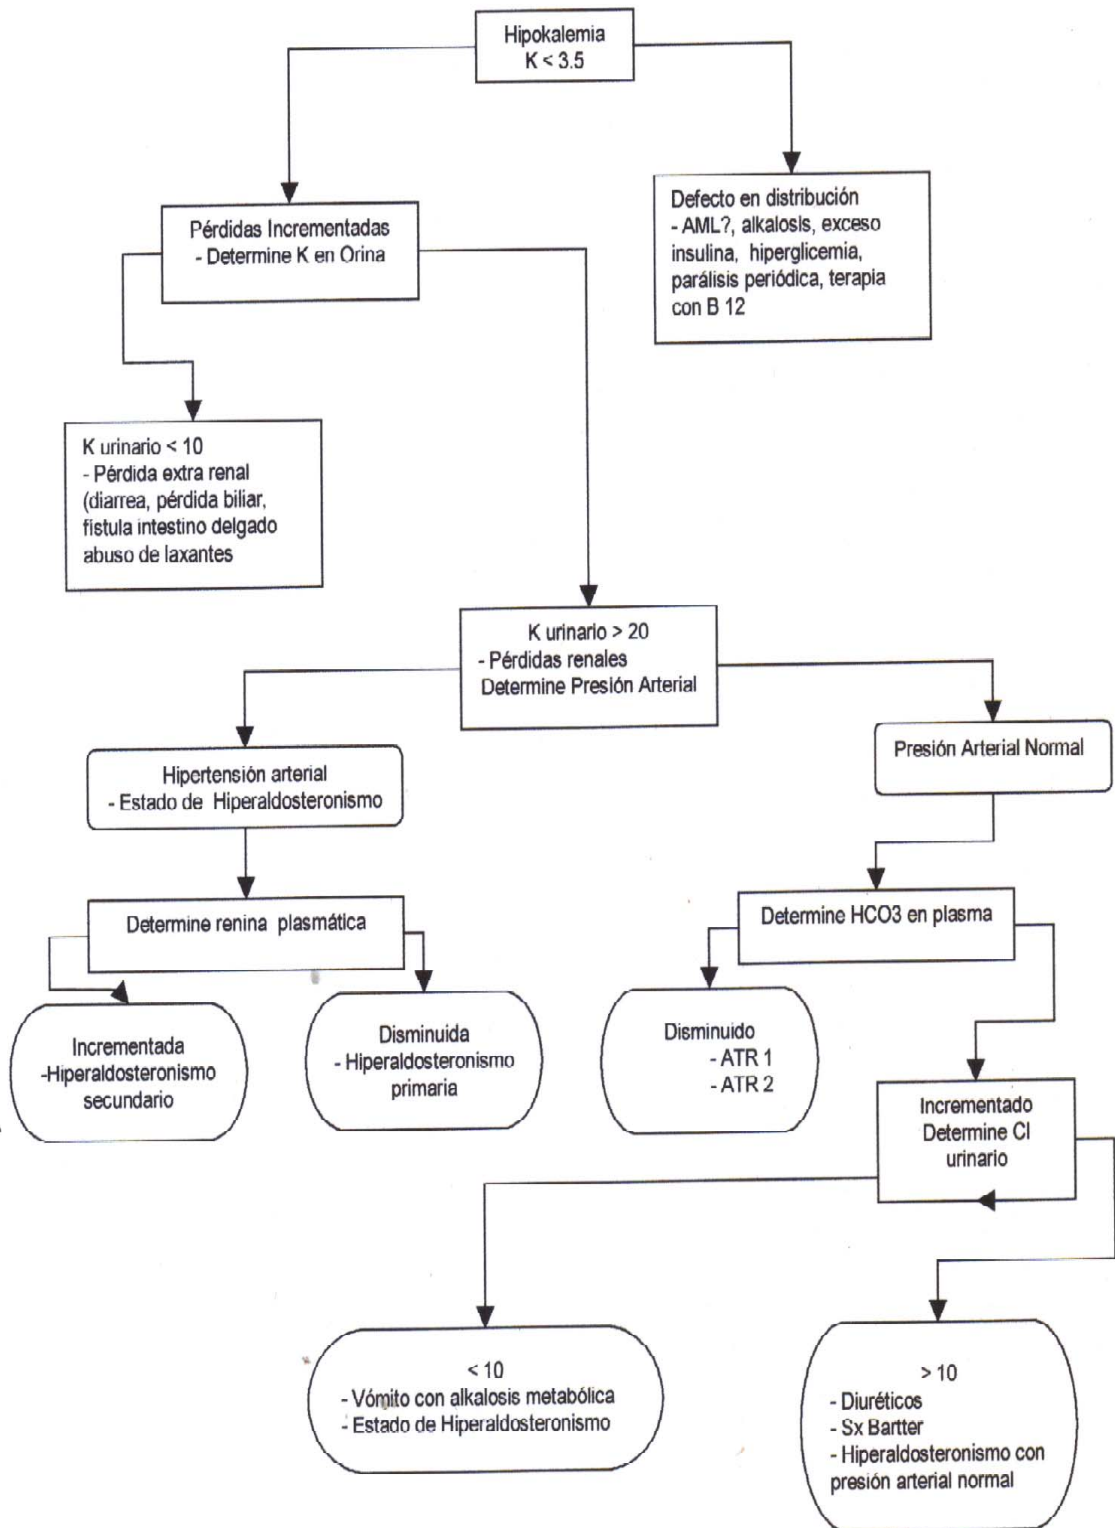 Hipokalemia
K < 3.5
Pérdidas Incrementadas
- Determine K en Orina
Defecto en distribución
- AML?, alkalosis, exceso
insulina, hiperglicemia,
parálisis periódica, terapia
con B 12
K urinario < 10
- Pérdida extra renal
(diarrea, pérdida biliar,
fistula intestino delgado
abuso de laxantes
K urinario > 20
- Pérdidas renales
Determine Presión Arterial
Hipertensión arterial
- Estado de Hiperaldosteronismo
Presión Arterial Normal
Determine renina plasmática
Determine HCO3 en plasma
Incrementada
-Hiperaldosteronismo
secundario
Disminuida
- Hiperaldosteronismo
primaria
Disminuido
- ATR 1
- ATR 2
Incrementado
Determine Cl
urinario
< 10
- Vómito con alkalosis metabólica
- Estado de Hiperaldosteronismo
> 10
- Diuréticos
- Sx Bartter
- Hiperaldosteronismo con
presión arterial normal